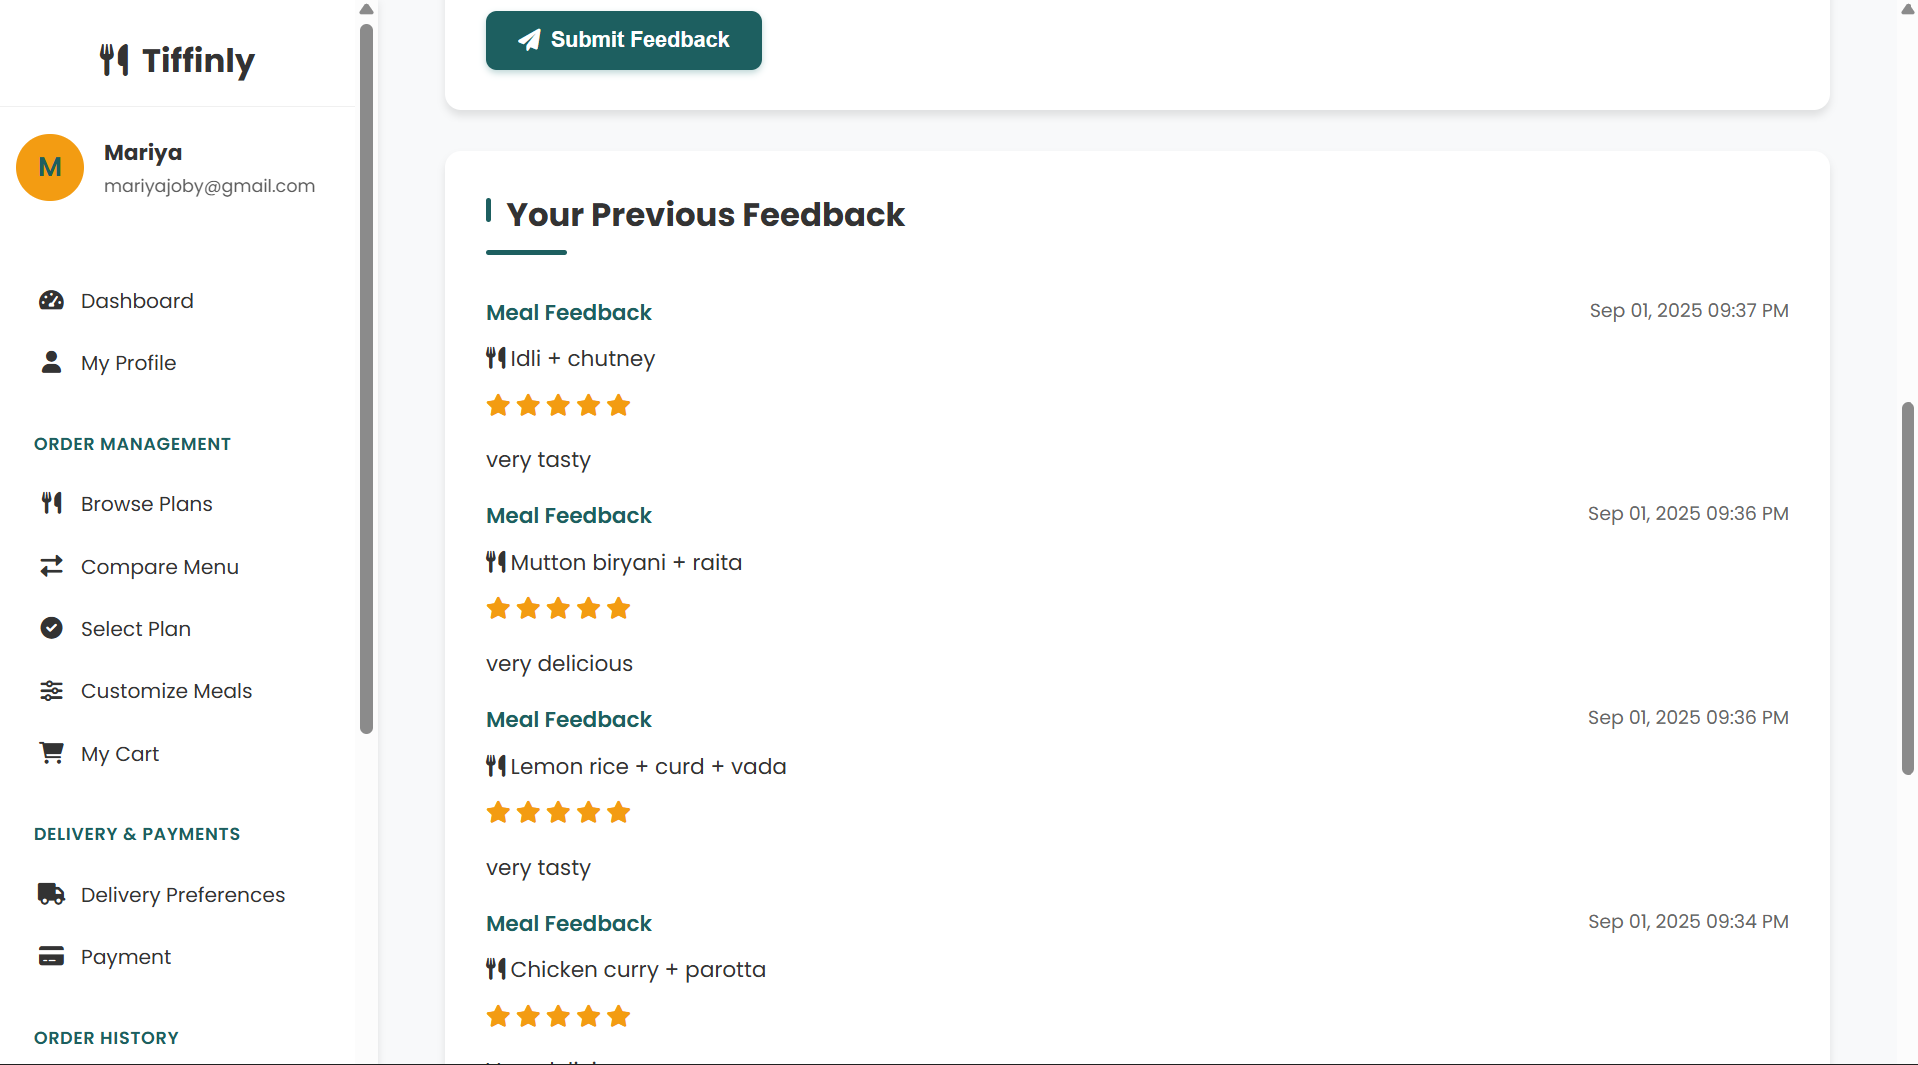 Tiffinly
M
Mariya
mariyajoby@gmail.com
Dashboard
My Profile
ORDER MANAGEMENT
Browse Plans
Compare Menu
Select Plan
Customize Meals
My Cart
DELIVERY & PAYMENTS
Delivery Preferences
Payment
ORDER HISTORY
Submit Feedback
Your Previous Feedback
Meal Feedback Sep 01, 2025 09:37 PM
Idli + chutney
very tasty
Meal Feedback Sep 01, 2025 09:36 PM
Mutton biryani + raita
very delicious
Meal Feedback Sep 01, 2025 09:36 PM
Lemon rice + curd + vada
very tasty
Meal Feedback Sep 01, 2025 09:34 PM
Chicken curry + parotta